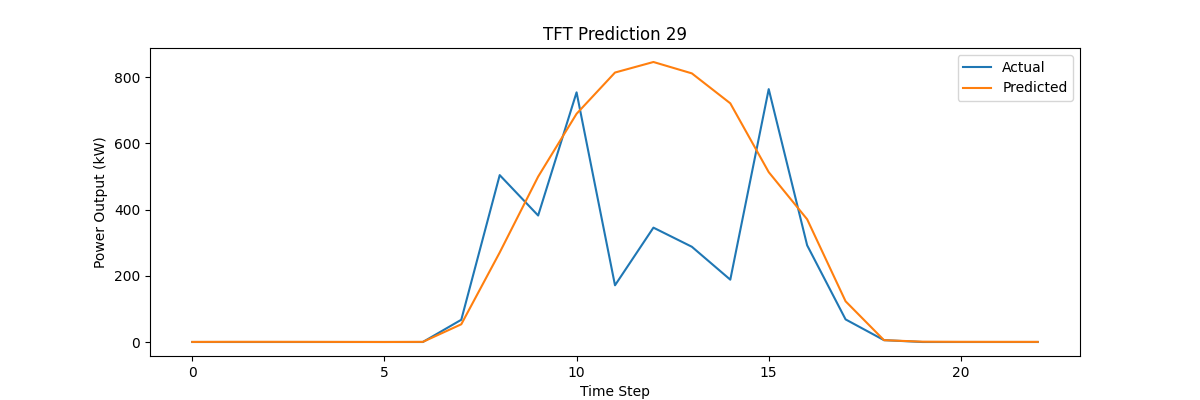 TFT Prediction 29
Actual
Predicted
Power Output (kW)
800
600
400
200
0
0 5 10 15 20
Time Step